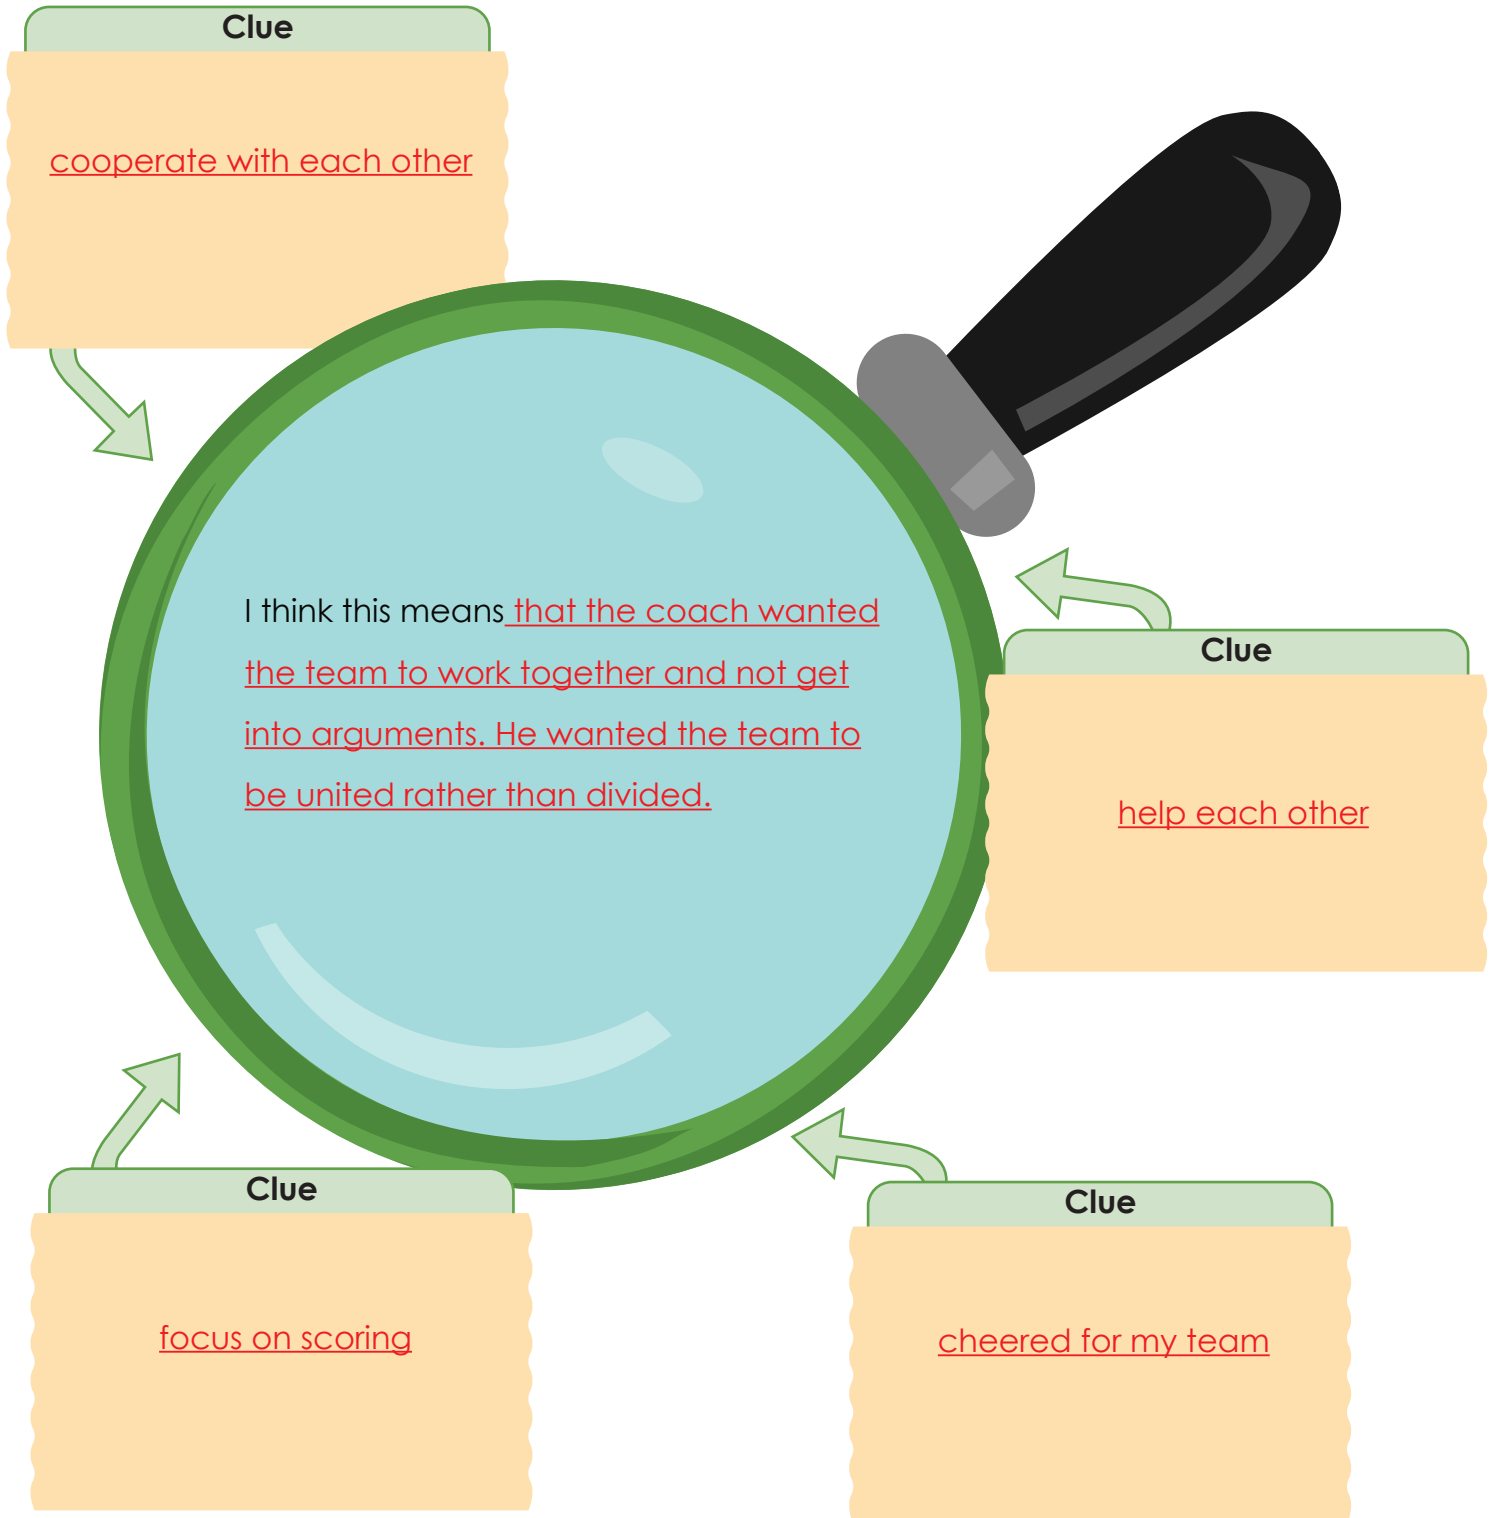 Clue
cooperate with each other
I think this means that the coach wanted
the team to work together and not get
into arguments. He wanted the team to
be united rather than divided.
Clue
help each other
Clue
focus on scoring
Clue
cheered for my team